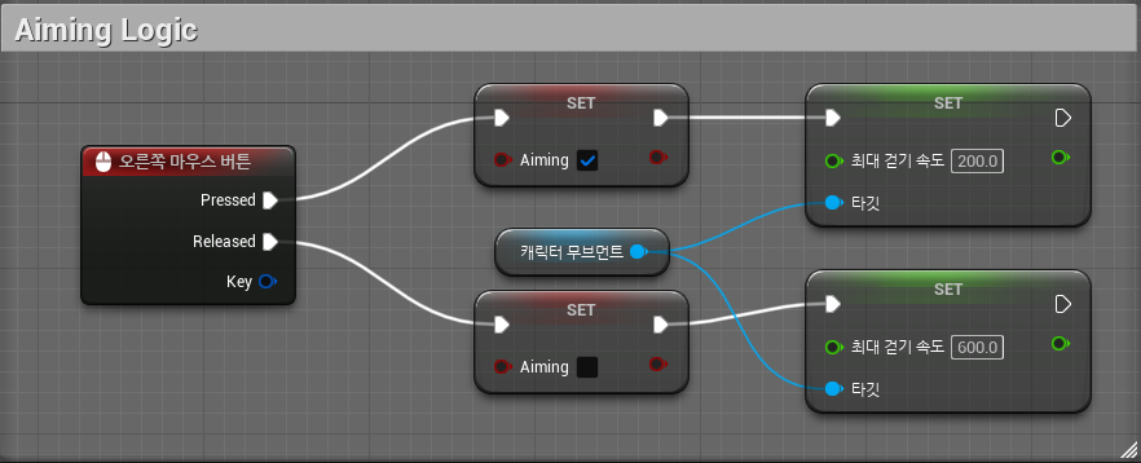 Aiming Logic
오른쪽 마우스 버튼
Pressed
Released
Key
SET
Aiming
SET
최대 걷기 속도 200.0
타깃
캐릭터 무브먼트
SET
Aiming
SET
최대 걷기 속도 600.0
타깃